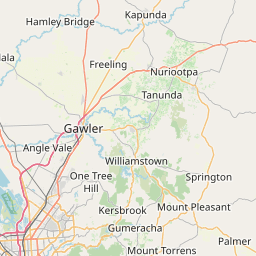 Kapunda
Hamley Bridge
ala
Freeling
Nuriootpa
Tanunda
Gawler
Angle Vale
Williamstown
One Tree
Hill
Springton
Kersbrook
Mount Pleasant
Gumeracha
Palmer
Mount Torrens